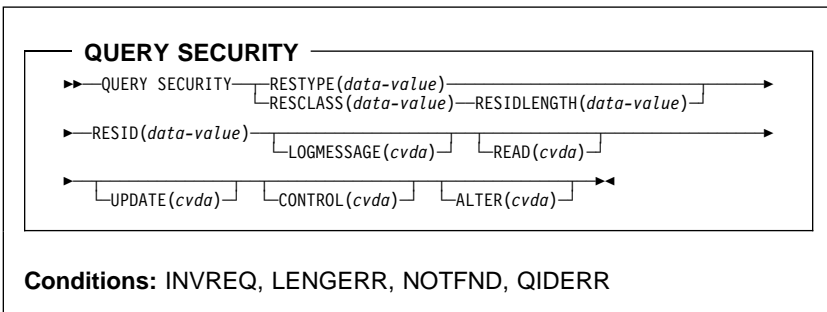 QUERY SECURITY
QUERY SECURITY RESTYPE(data-value)
RESCLASS(data-value) RESIDLENGTH(data-value)
RESID(data-value)
LOGMESSAGE(cvda) READ(cvda)
UPDATE(cvda) CONTROL(cvda) ALTER(cvda)
Conditions: INVREQ, LENGERR, NOTFND, QIDERR